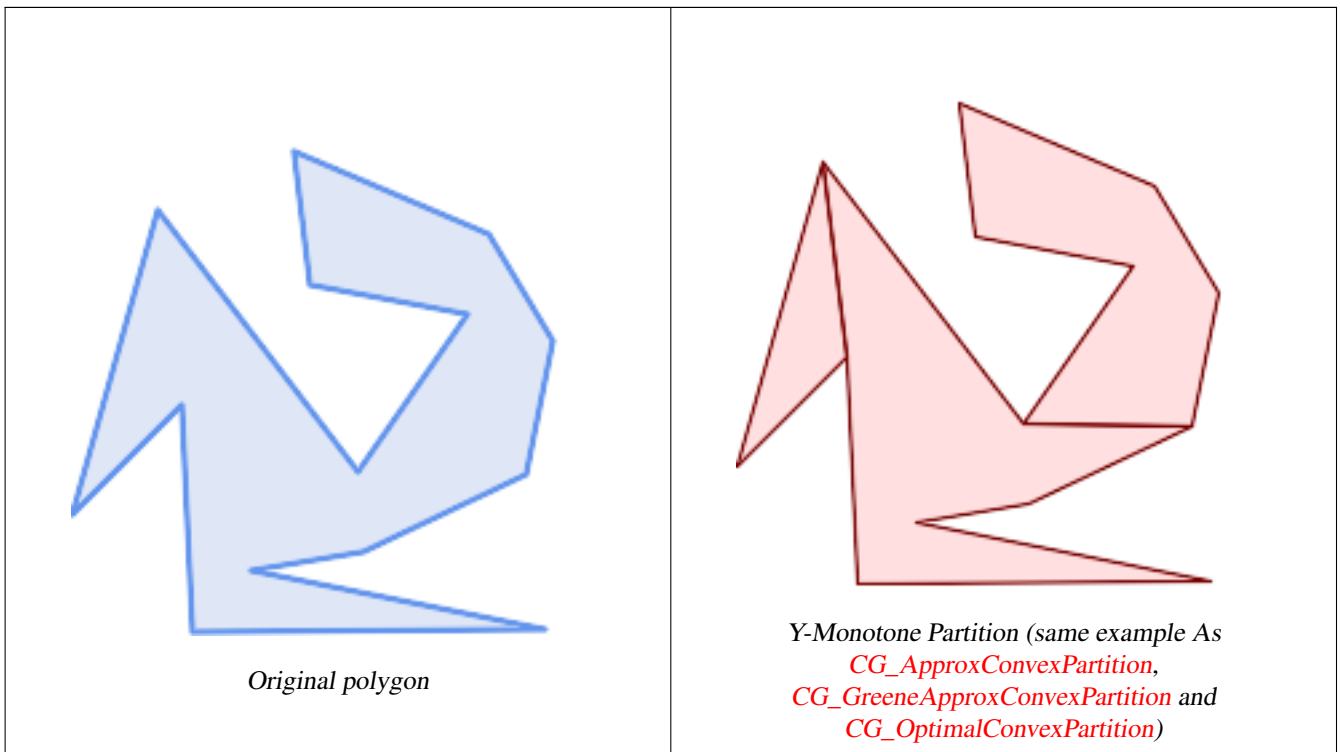 Original polygon
Y-Monotone Partition (same example As
CG_ApproxConvexPartition,
CG_GreeneApproxConvexPartition and
CG_OptimalConvexPartition)